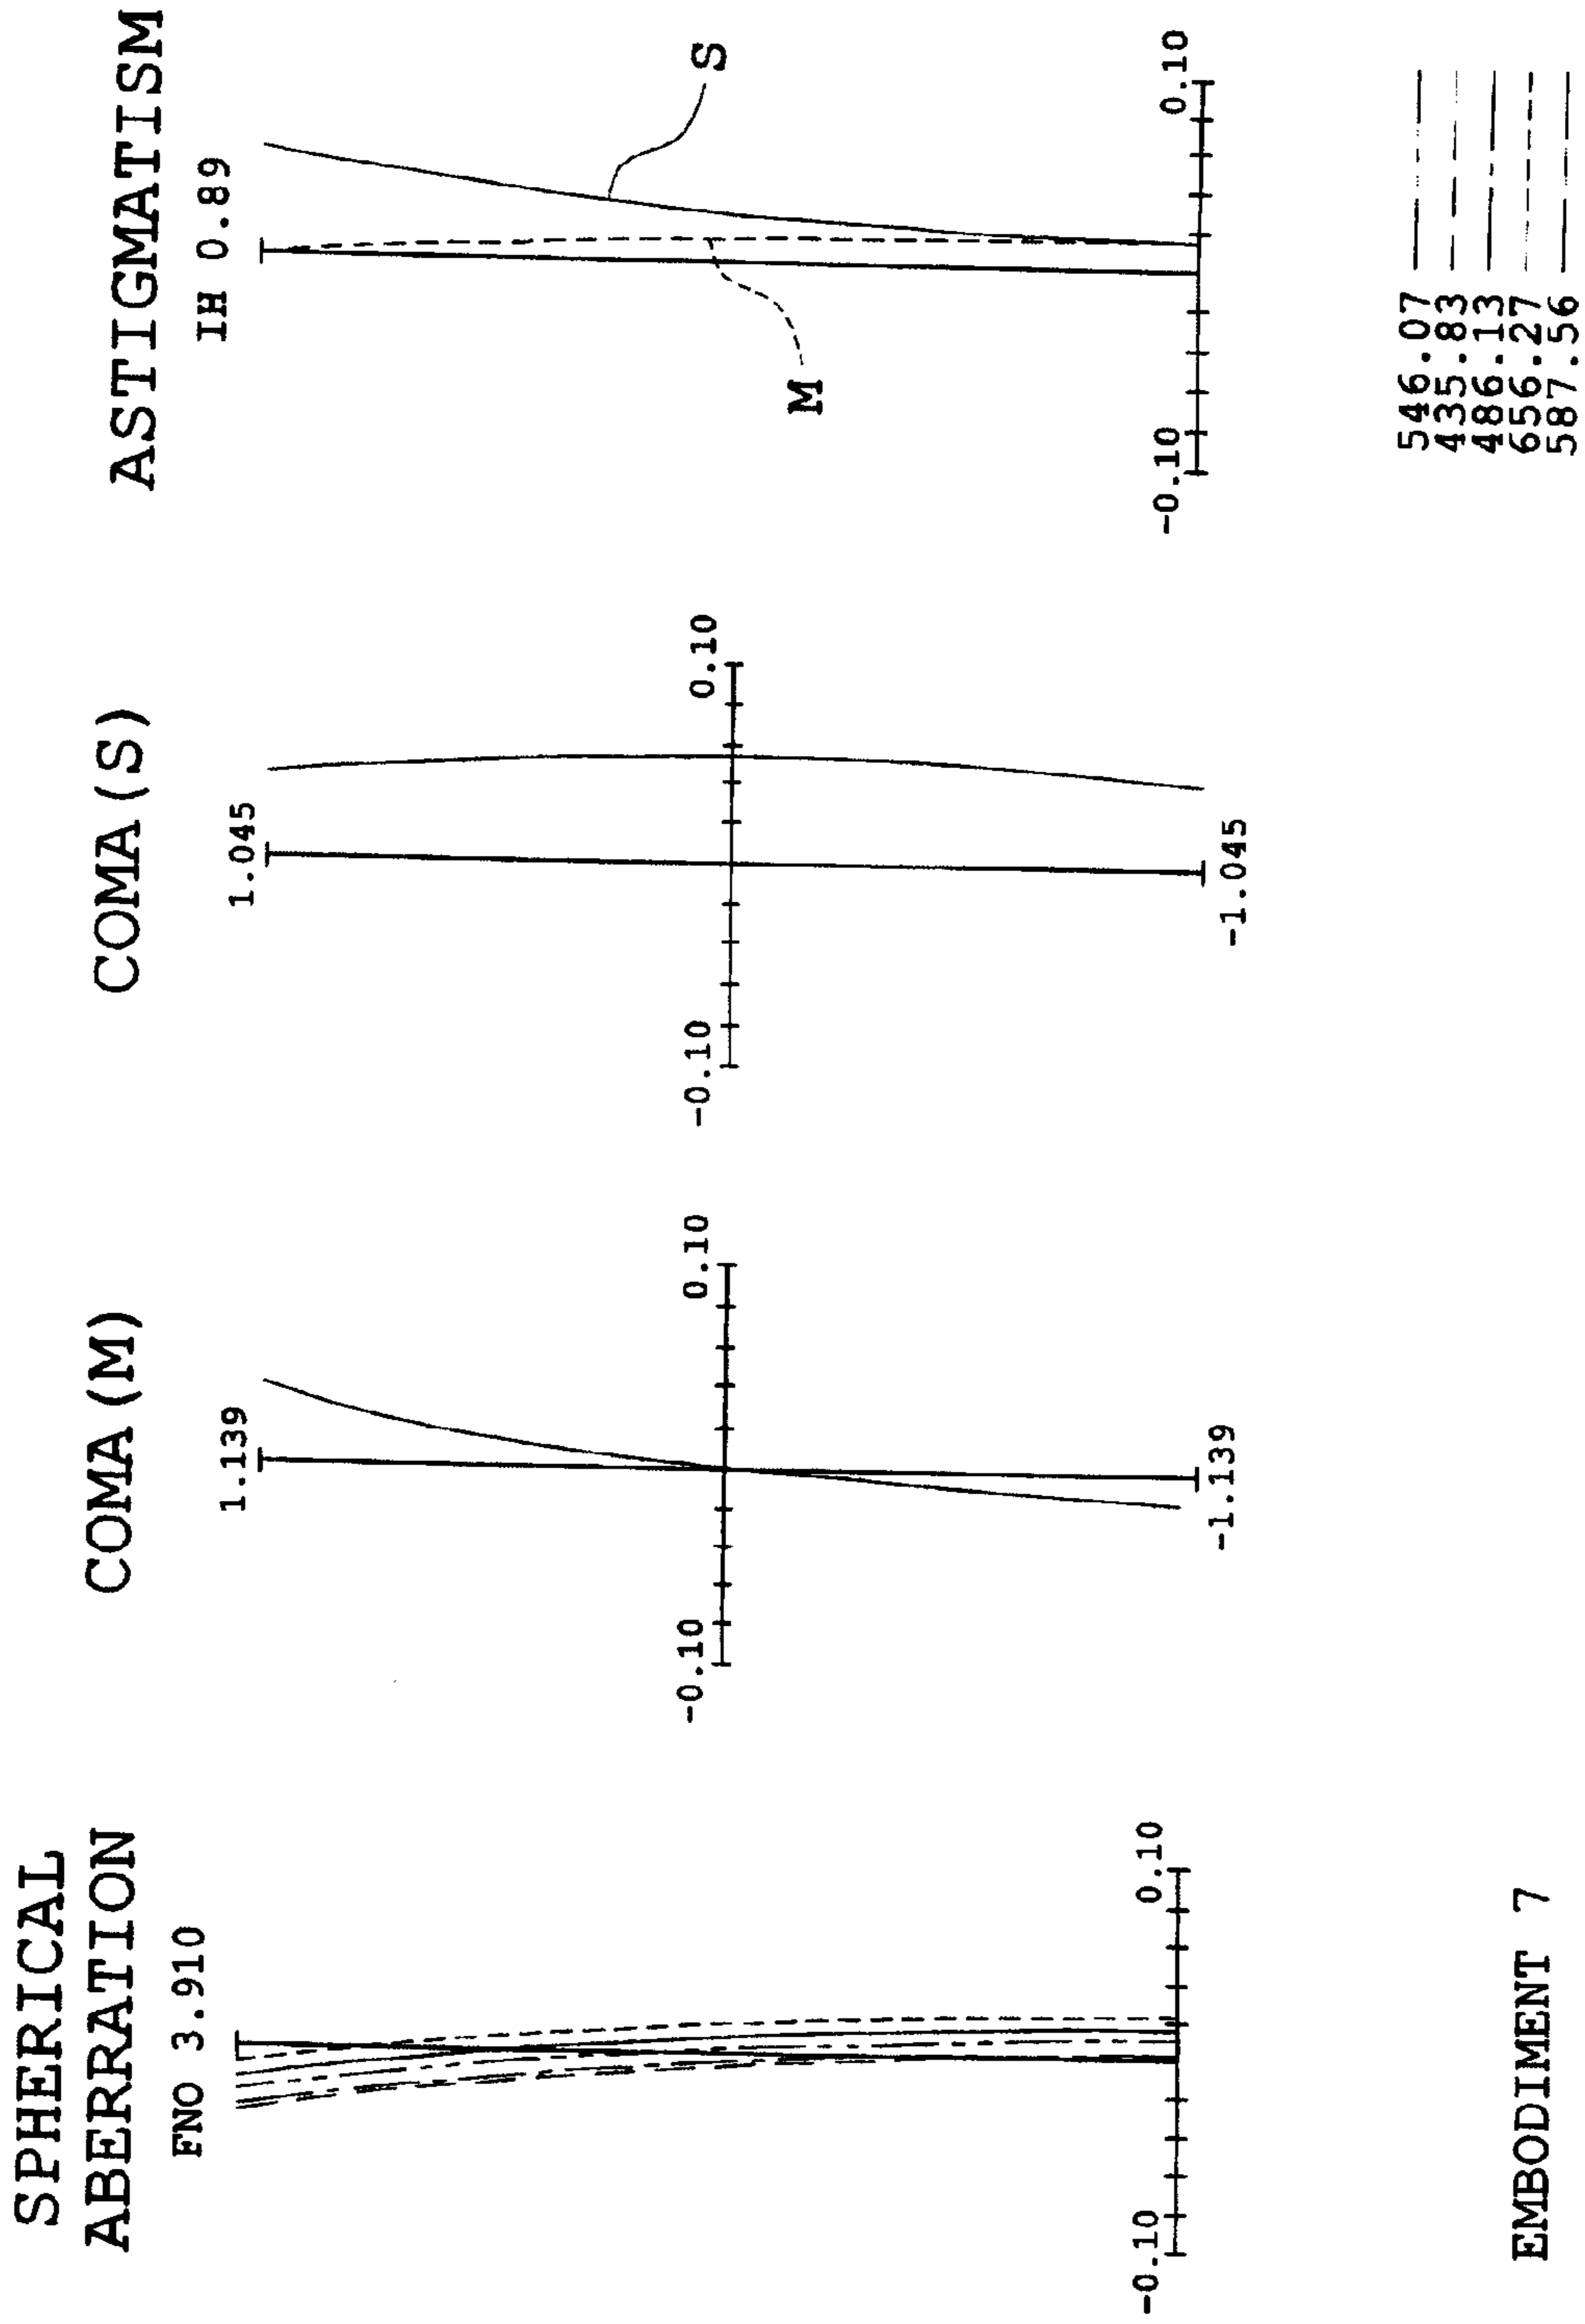 SPHERICAL
ABERRATION
FNO 3.910
-0.10
0.10
COMA (M)
1.139
-0.10
0.10
-1.139
COMA (S)
1.045
-0.10
0.10
-1.045
ASTIGMATISM
IH 0.89
M
S
-0.10
0.10
546.07
435.83
486.13
656.27
587.56
EMBODIMENT 7